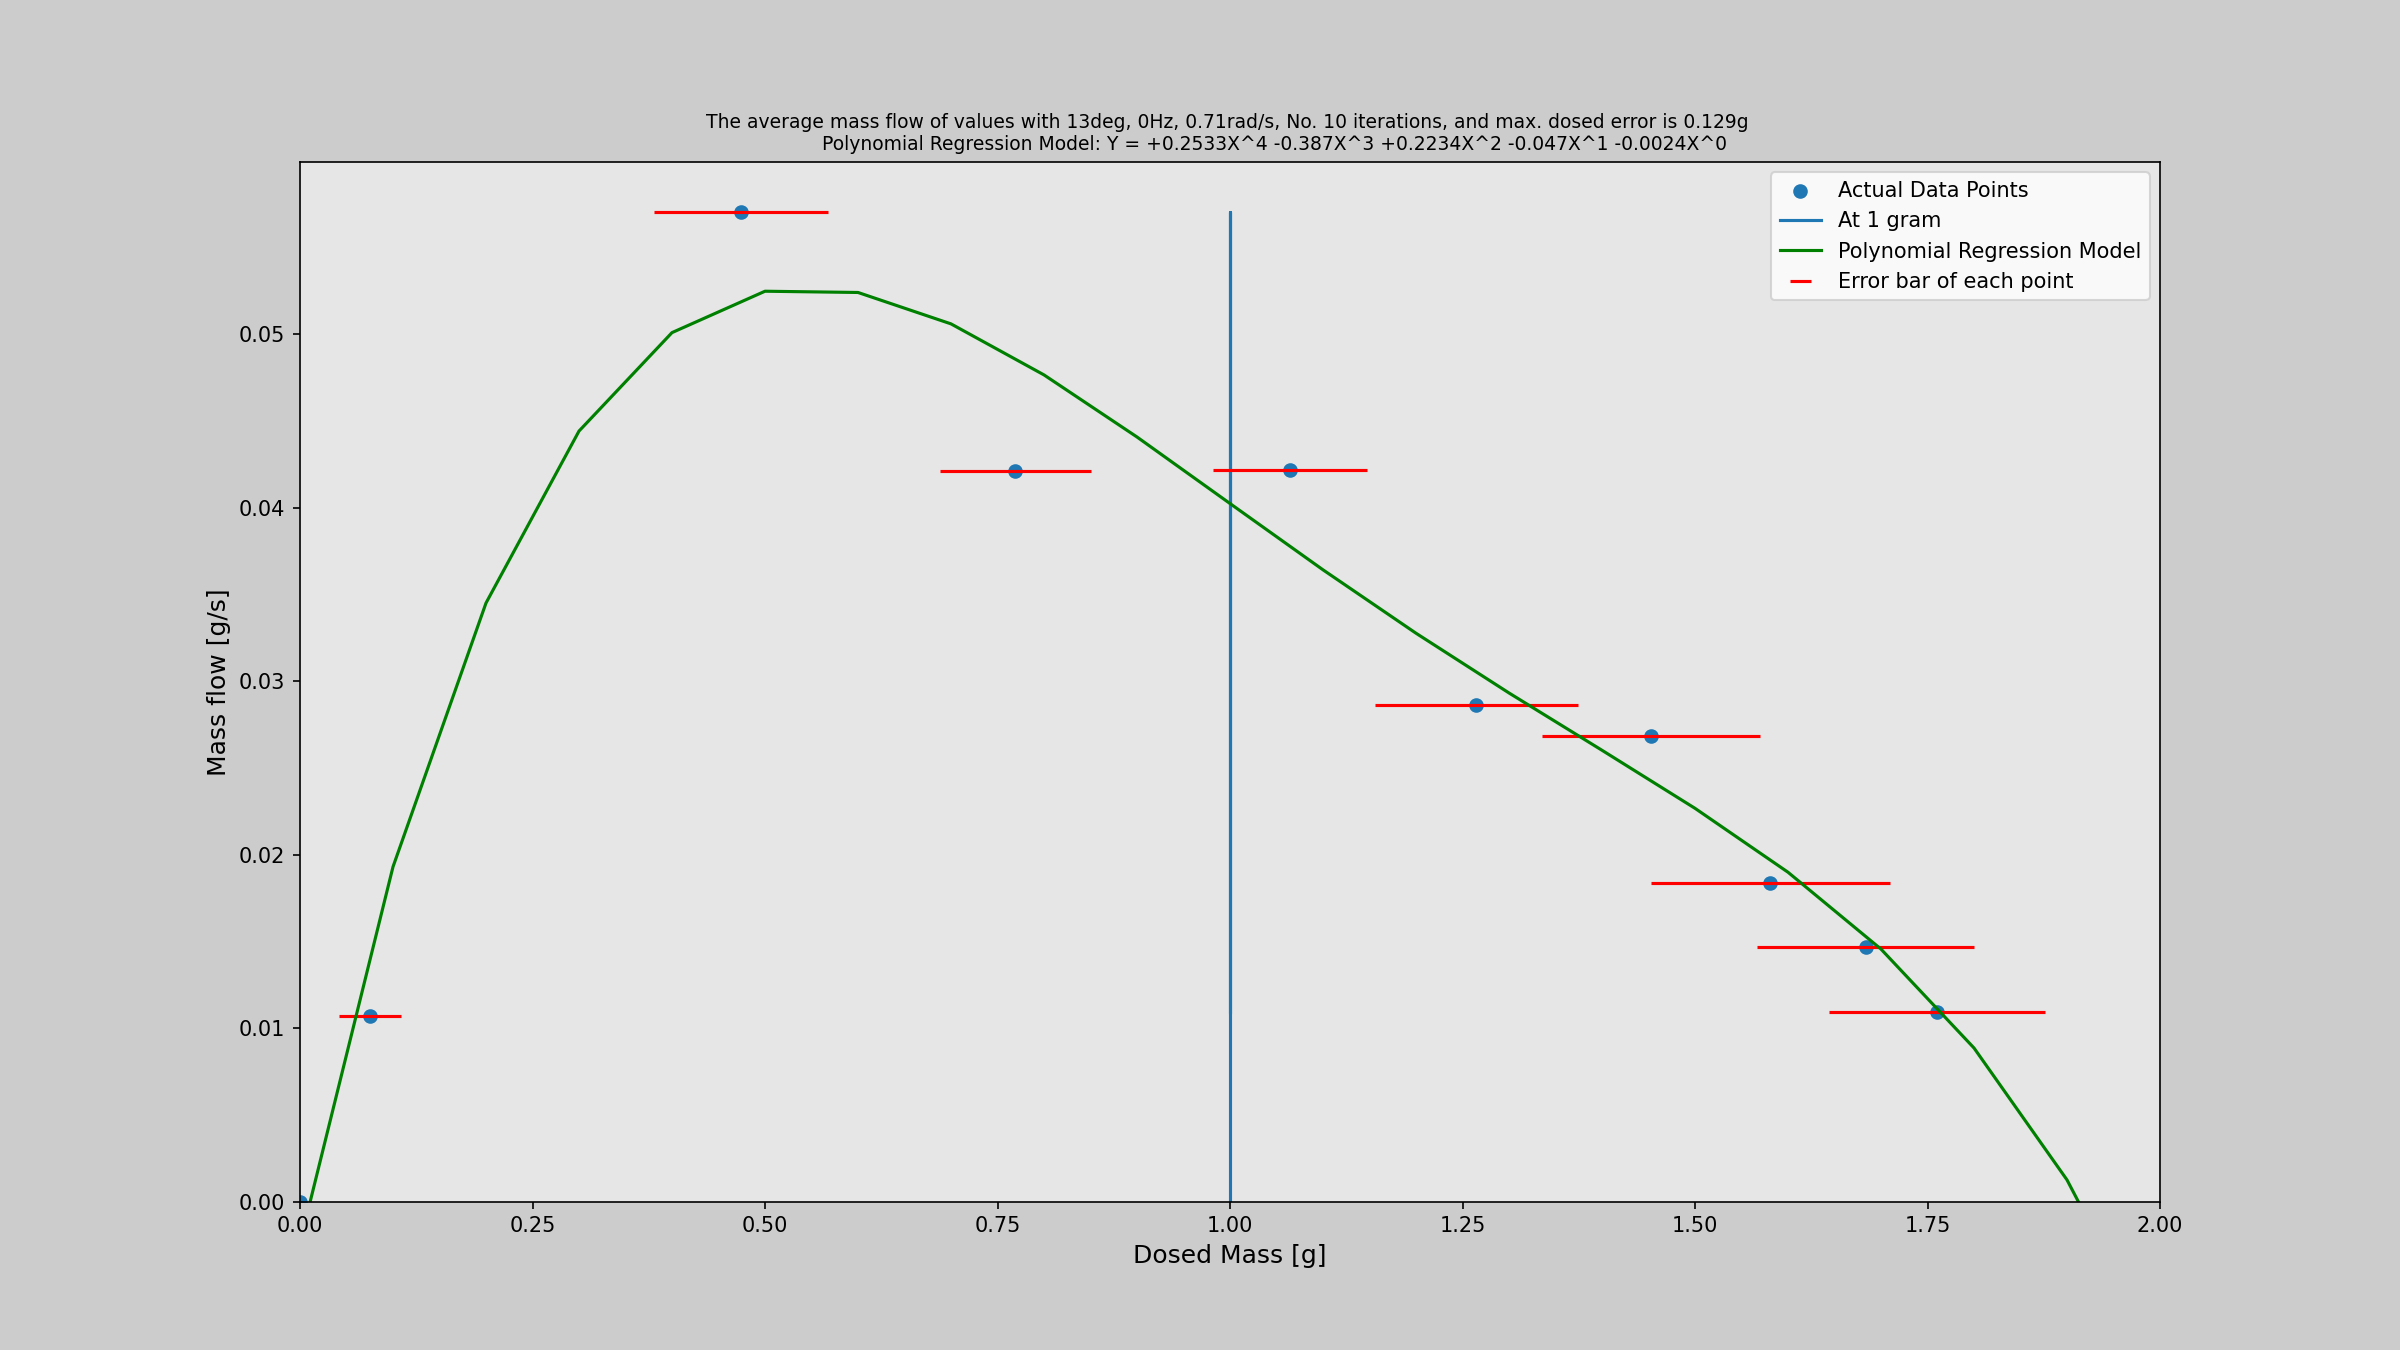 The average mass flow of values with 13deg, 0Hz, 0.71rad/s, No. 10 iterations, and max. dosed error is 0.129g
Polynomial Regression Model: Y = +0.2533X^4 -0.387X^3 +0.2234X^2 -0.047X^1 -0.0024X^0
Actual Data Points
At 1 gram
Polynomial Regression Model
Error bar of each point
Mass flow [g/s]
0.05
0.04
0.03
0.02
0.01
0.00
0.00 0.25 0.50 0.75 1.00 1.25 1.50 1.75 2.00
Dosed Mass [g]